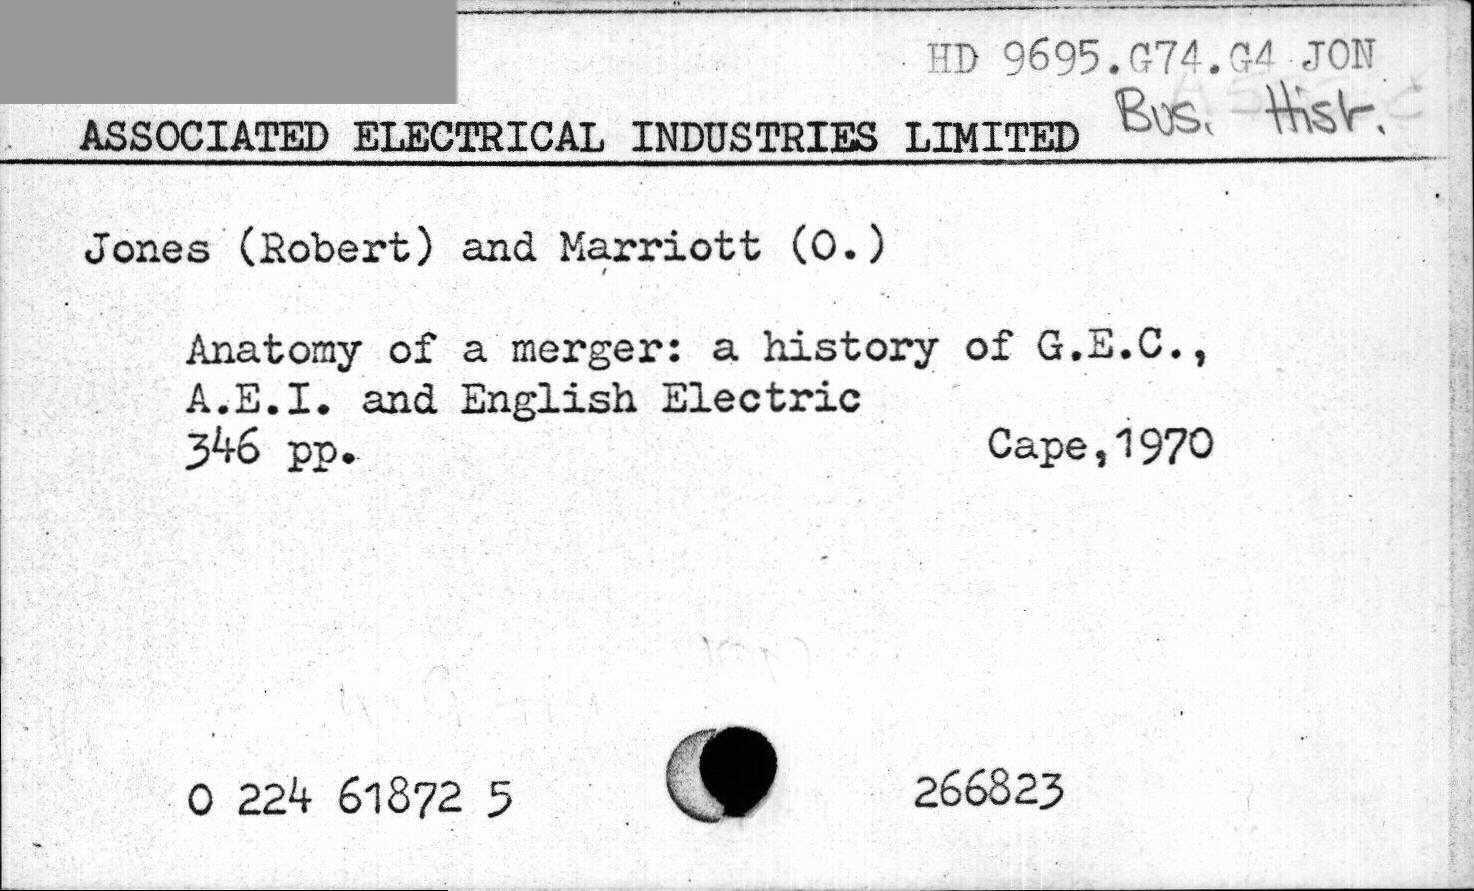 HD 9695.G74.G4 JON
Bus. Hist.
ASSOCIATED ELECTRICAL INDUSTRIES LIMITED
Jones (Robert) and Marriott (O.)
Anatomy of a merger: a history of G.E.C.,
A.E.I. and English Electric
346 pp. Cape,1970
0 224 61872 5 266823